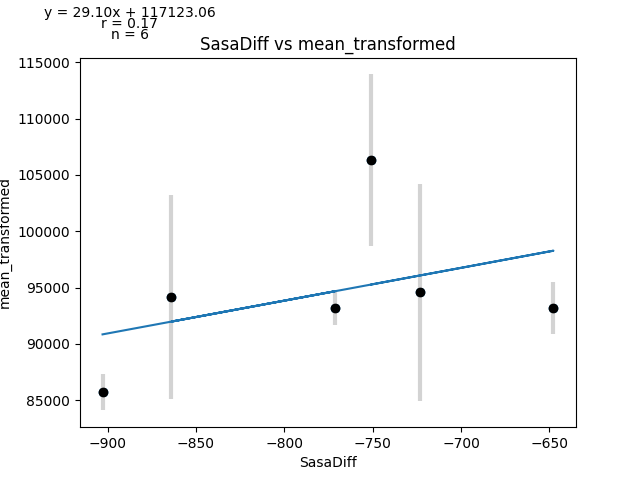 y = 29.10x + 117123.06
r = 0.17
n = 6
SasaDiff vs mean_transformed
115000
110000
105000
100000
95000
90000
85000
mean_transformed
−900 −850 −800 −750 −700 −650
SasaDiff